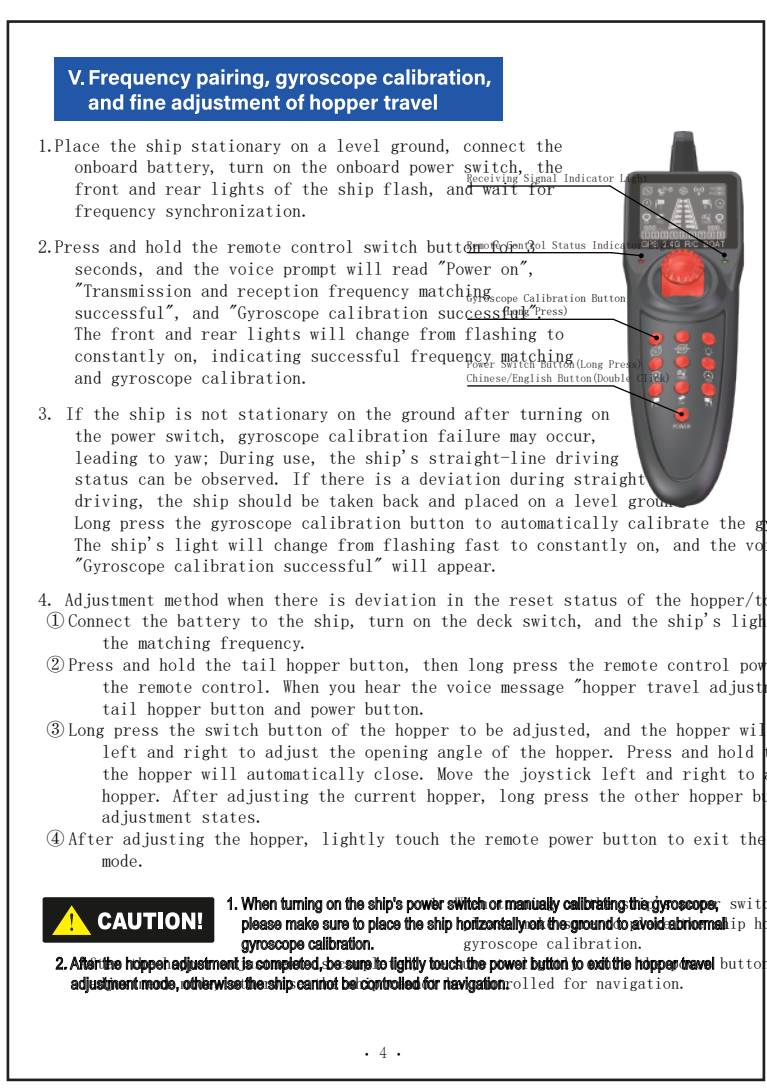 V. Frequency pairing, gyroscope calibration,
and fine adjustment of hopper travel
1.Place the ship stationary on a level ground, connect the
onboard battery, turn on the onboard power switch, the
front and rear lights of the ship flash, and wait for
frequency synchronization.
2.Press and hold the remote control switch button for 3
seconds, and the voice prompt will read "Power on",
"Transmission and reception frequency matching
successful", and "Gyroscope calibration successful".
The front and rear lights will change from flashing to
constantly on, indicating successful frequency matching
and gyroscope calibration.
Receiving Signal Indicator Light
Remote Control Status Indicator
Gyroscope Calibration Button
(Long Press)
Power Switch Button(Long Press)
Chinese/English Button(Double Click)
GPS 2.4G R/C BOAT
POWER
3. If the ship is not stationary on the ground after turning on
the power switch, gyroscope calibration failure may occur,
leading to yaw; During use, the ship's straight-line driving
status can be observed. If there is a deviation during straight
driving, the ship should be taken back and placed on a level
Long press the gyroscope calibration button to automatically calibrate the
The ship's light will change from flashing fast to constantly on, and the
"Gyroscope calibration successful" will appear.
4. Adjustment method when there is deviation in the reset status of the
①Connect the battery to the ship, turn on the deck switch, and the ship's
the matching frequency.
②Press and hold the tail hopper button, then long press the remote control
the remote control. When you hear the voice message "hopper travel
tail hopper button and power button.
③Long press the switch button of the hopper to be adjusted, and the hopper
left and right to adjust the opening angle of the hopper. Press and hold
the hopper will automatically close. Move the joystick left and right to
hopper. After adjusting the current hopper, long press the other hopper
adjustment states.
④After adjusting the hopper, lightly touch the remote power button to exit the
mode.
CAUTION!
1. When turning on the ship's power switch or manually calibrating the gyroscope,
please make sure to place the ship horizontally on the ground to avoid abnormal
gyroscope calibration.
gyroscope calibration.
2. After the hopper adjustment is completed, be sure to lightly touch the power button to exit the hopper travel
adjustment mode, otherwise the ship cannot be controlled for navigation.
for navigation.
· 4 ·